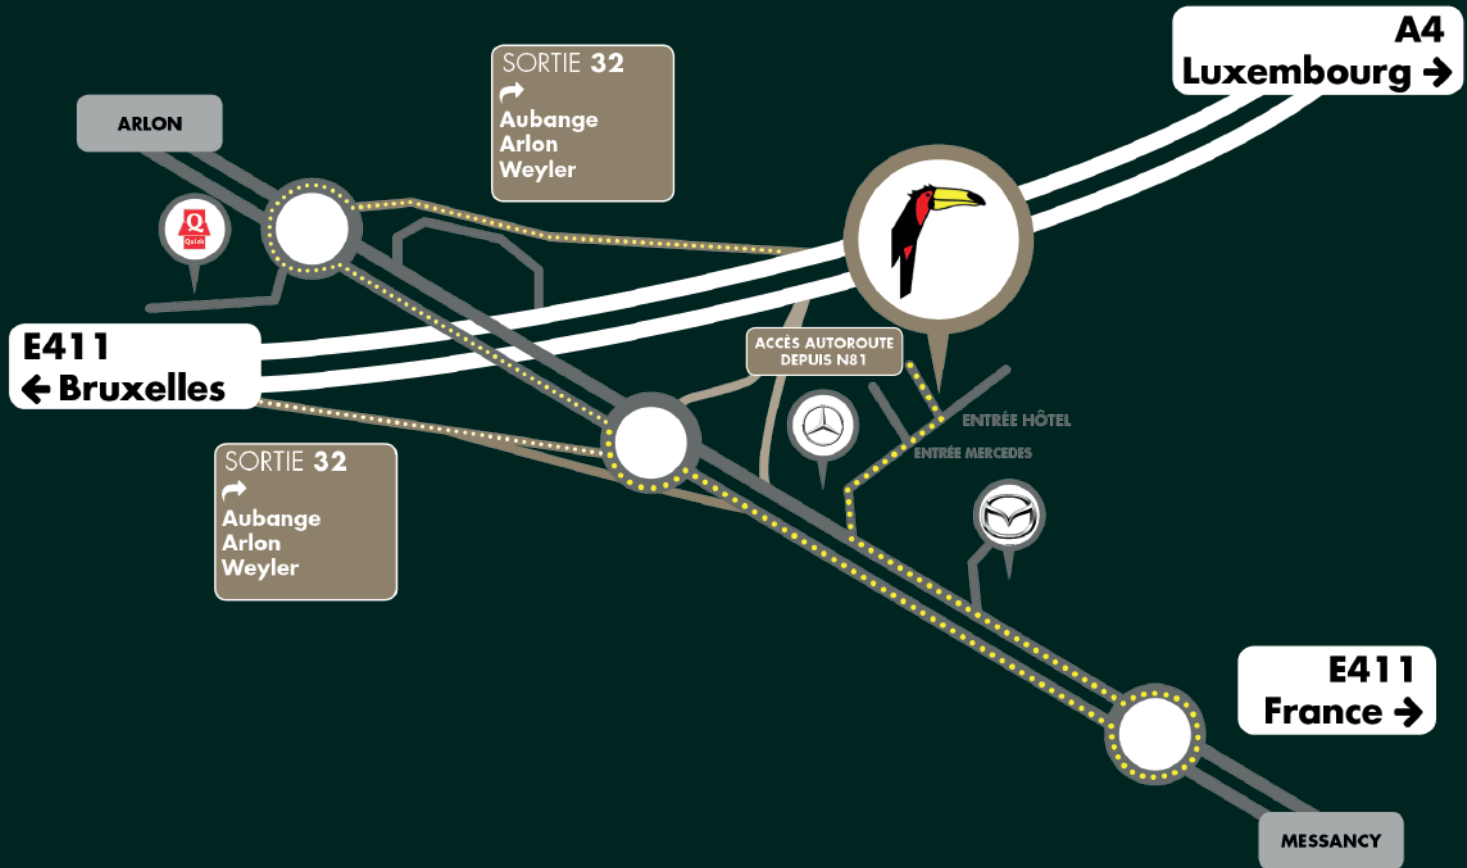 A4
Luxembourg →
SORTIE 32
Aubange
Arlon
Weyler
ARLON
Q
Quick
E411
← Bruxelles
ACCÈS AUTOROUTE
DEPUIS N81
ENTRÉE HÔTEL
ENTRÉE MERCEDES
SORTIE 32
Aubange
Arlon
Weyler
E411
France →
MESSANCY